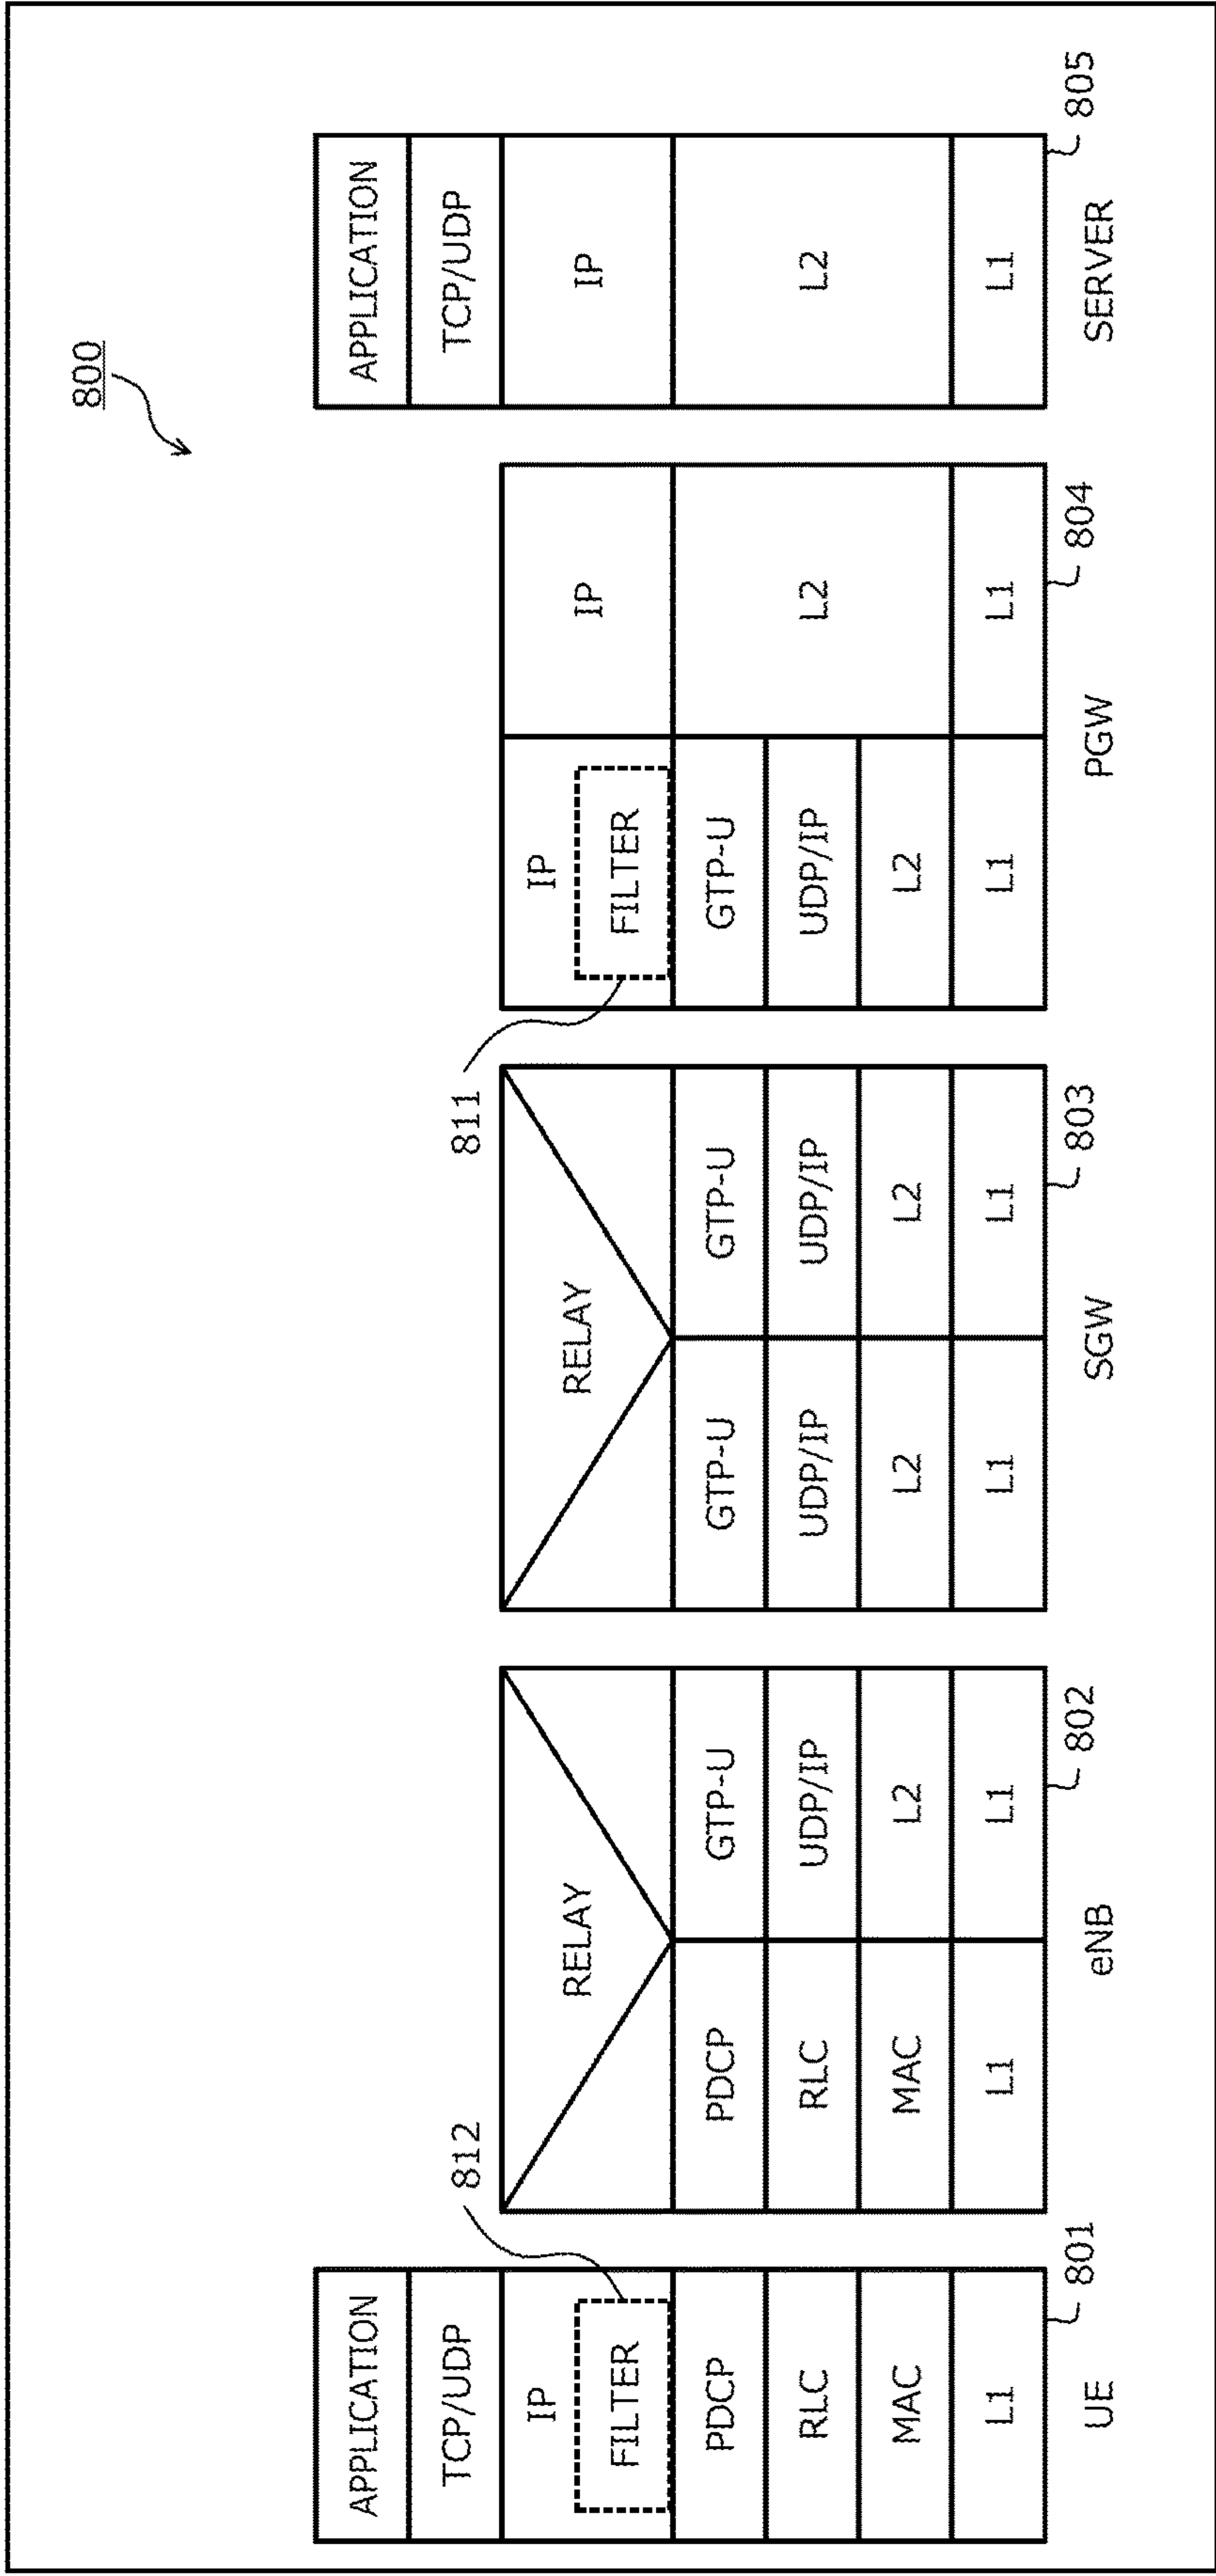 800
APPLICATION
TCP/UDP
IP
FILTER
812
PDCP
RLC
MAC
L1
801
UE
RELAY
PDCP
GTP-U
RLC
UDP/IP
MAC
L2
L1
L1
802
eNB
RELAY
GTP-U
GTP-U
UDP/IP
UDP/IP
L2
L2
L1
L1
803
SGW
811
IP
IP
FILTER
GTP-U
UDP/IP
L2
L2
L1
L1
804
PGW
APPLICATION
TCP/UDP
IP
L2
L1
805
SERVER